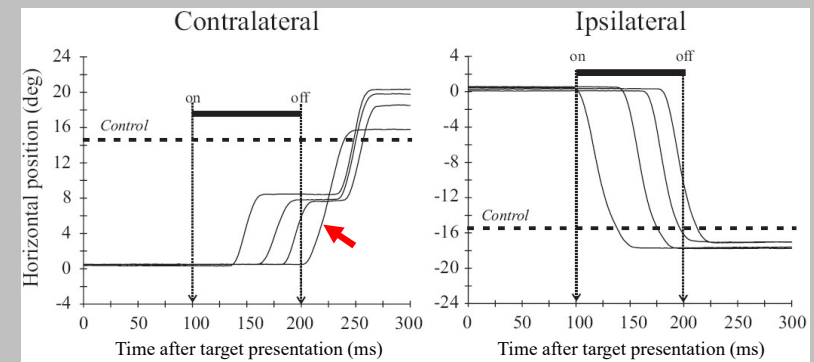 Contralateral
Horizontal position (deg)
24
20
16
12
8
4
0
-4
on
off
Control
0
50
100
150
200
250
300
Time after target presentation (ms)
Ipsilateral
4
0
-4
-8
-12
-16
-20
-24
on
off
Control
0
50
100
150
200
250
300
Time after target presentation (ms)